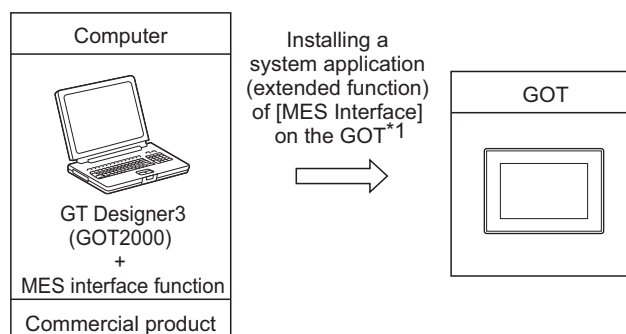 Computer
GT Designer3
(GOT2000)
+
MES interface function
Commercial product
Installing a
system application
(extended function)
of [MES Interface]
on the GOT*1
GOT